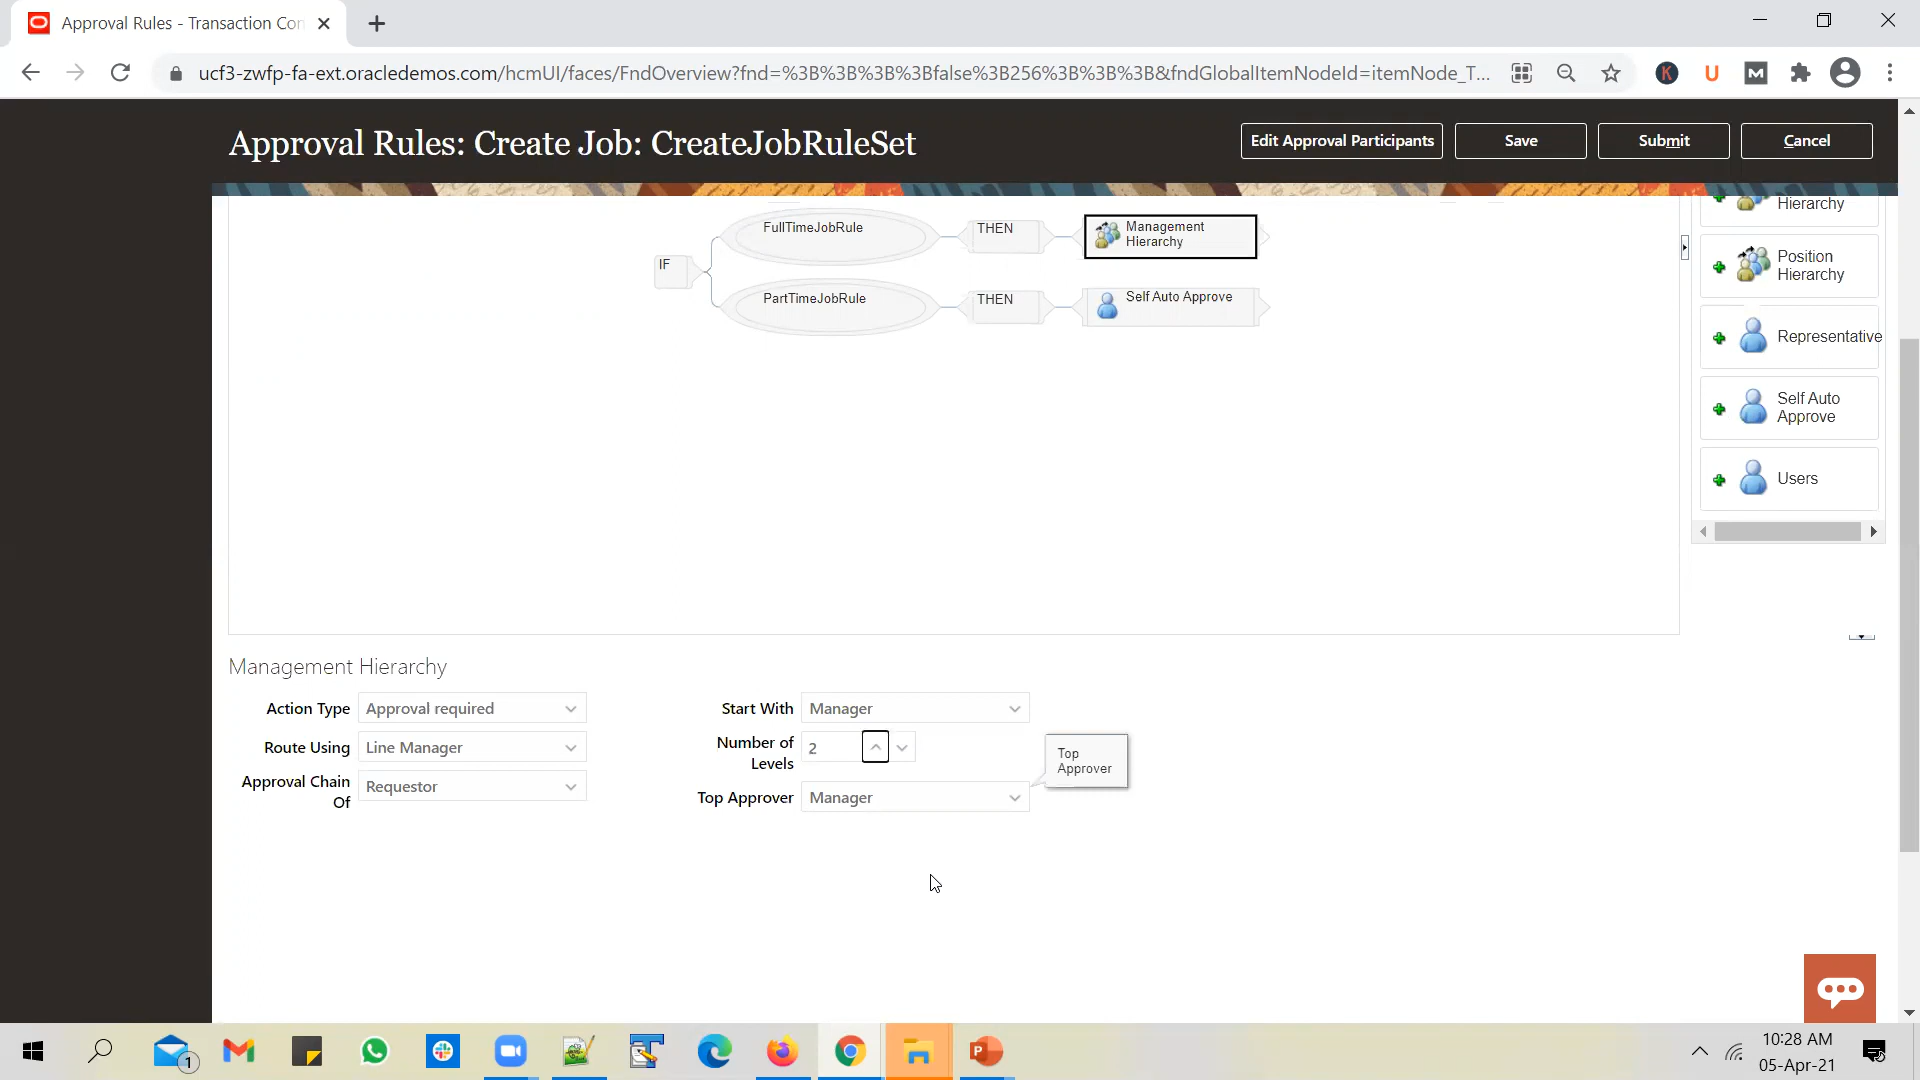 Approval Rules - Transaction Con
ucf3-zwfp-fa-ext.oracledemos.com/hcmUI/faces/FndOverview?fnd=%3B%3B%3B%3Bfalse%3B256%3B%3B%3B&fndGlobalItemNodeId=itemNode_T...
Approval Rules: Create Job: CreateJobRuleSet
Edit Approval Participants
Save
Submit
Cancel
IF
FullTimeJobRule
THEN
Management
Hierarchy
PartTimeJobRule
THEN
Self Auto Approve
Hierarchy
Position
Hierarchy
Representative
Self Auto
Approve
Users
Management Hierarchy
Action Type
Approval required
Route Using
Line Manager
Approval Chain
Of
Requestor
Start With
Manager
Number of
Levels
2
Top Approver
Manager
Top
Approver
1
10:28 AM
05-Apr-21